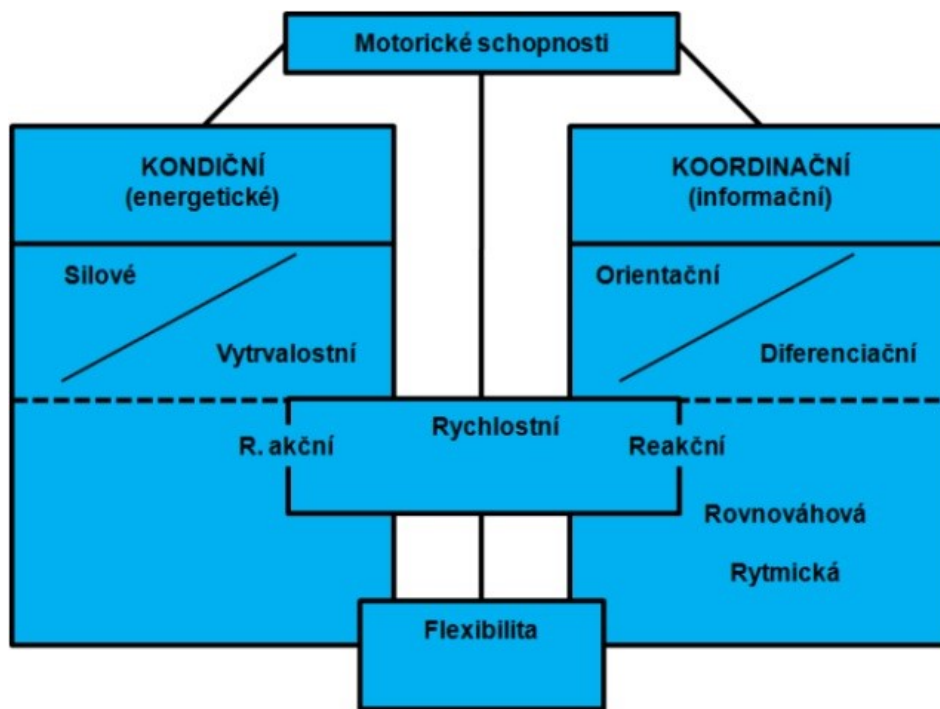 Motorické schopnosti
KONDIČNÍ
(energetické)
KOORDINAČNÍ
(informační)
Silové
Vytrvalostní
Orientační
Diferenciační
R. akční
Rychlostní
Reakční
Rovnováhová
Rytmická
Flexibilita